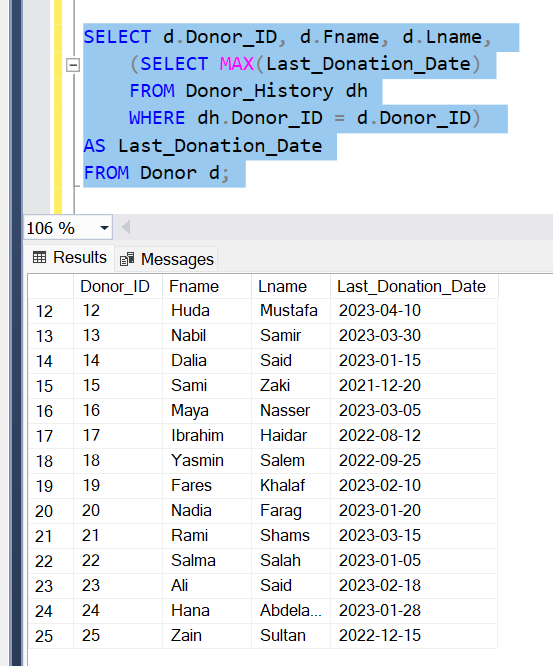 SELECT d.Donor_ID, d.Fname, d.Lname,
(SELECT MAX(Last_Donation_Date)
FROM Donor_History dh
WHERE dh.Donor_ID = d.Donor_ID)
AS Last_Donation_Date
FROM Donor d;
106 %
Results Messages
Donor_ID Fname Lname Last_Donation_Date
12 12 Huda Mustafa 2023-04-10
13 13 Nabil Samir 2023-03-30
14 14 Dalia Said 2023-01-15
15 15 Sami Zaki 2021-12-20
16 16 Maya Nasser 2023-03-05
17 17 Ibrahim Haidar 2022-08-12
18 18 Yasmin Salem 2022-09-25
19 19 Fares Khalaf 2023-02-10
20 20 Nadia Farag 2023-01-20
21 21 Rami Shams 2023-03-15
22 22 Salma Salah 2023-01-05
23 23 Ali Said 2023-02-18
24 24 Hana Abdela... 2023-01-28
25 25 Zain Sultan 2022-12-15